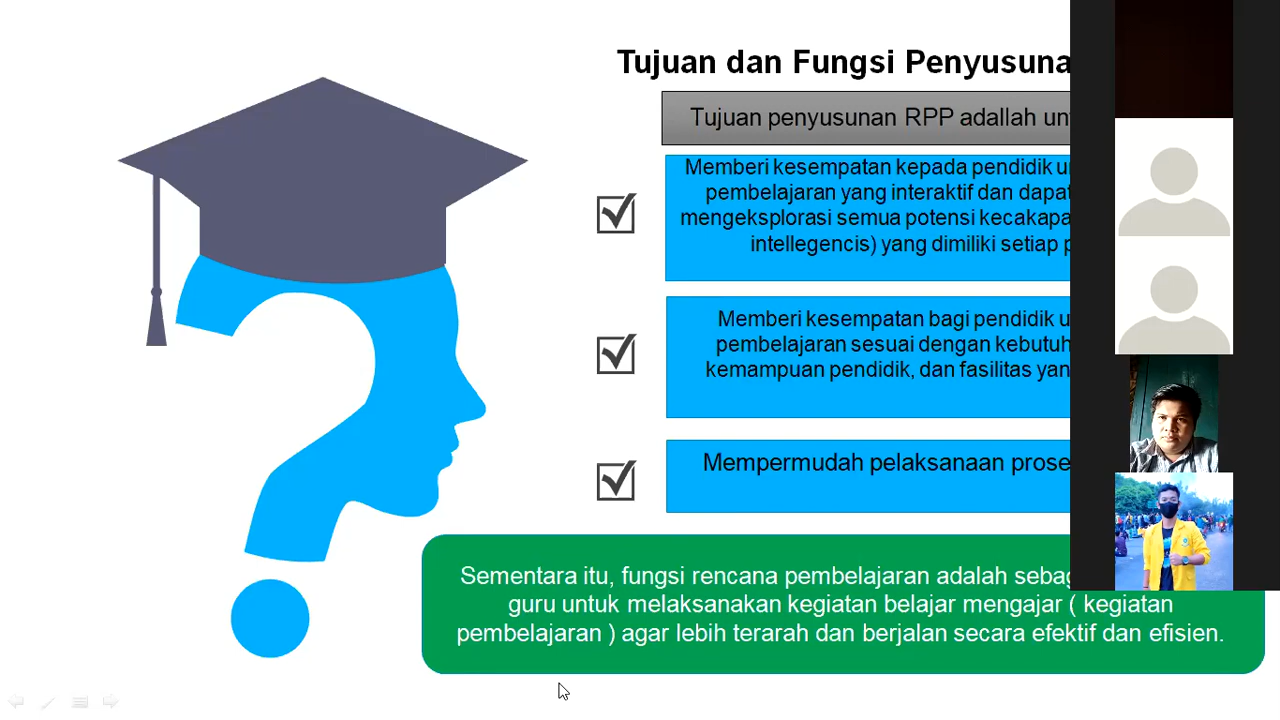 Tujuan dan Fungsi Penyusuna
Tujuan penyusunan RPP adallah un
Memberi kesempatan kepada pendidik u
pembelajaran yang interaktif dan dapat
mengeksplorasi semua potensi kecakapa
intellegencis) yang dimiliki setiap p
Memberi kesempatan bagi pendidik u
pembelajaran sesuai dengan kebutuh
kemampuan pendidik, dan fasilitas yan
Mempermudah pelaksanaan prose
Sementara itu, fungsi rencana pembelajaran adalah sebag
guru untuk melaksanakan kegiatan belajar mengajar ( kegiatan
pembelajaran ) agar lebih terarah dan berjalan secara efektif dan efisien.